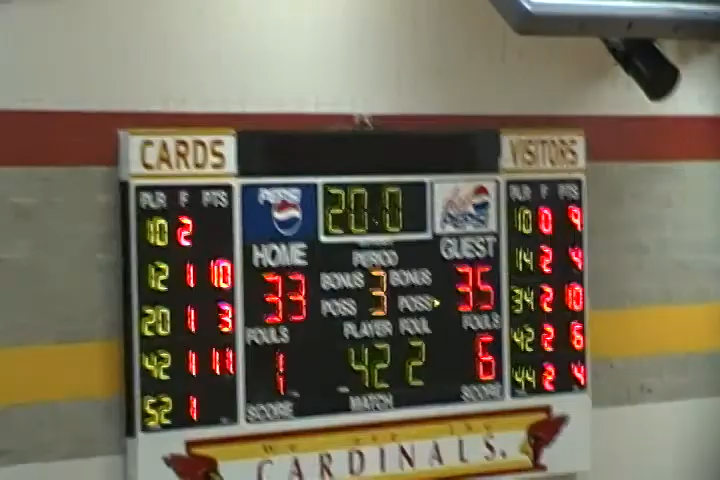 CARDS
VISITORS
PLR F PTS
10 2
12 1 10
20 1 3
42 1 11
52 1
PEPSI
20.0
HOME
GUEST
PERIOD
33
BONUS 3 BONUS
POSS POSS
35
FOULS
PLAYER FOUL
FOULS
1
42 2
6
SCORE
MATCH
SCORE
PLR F PTS
10 0 4
14 2 4
34 2 10
42 2 6
44 2 4
We are the
CARDINALS.